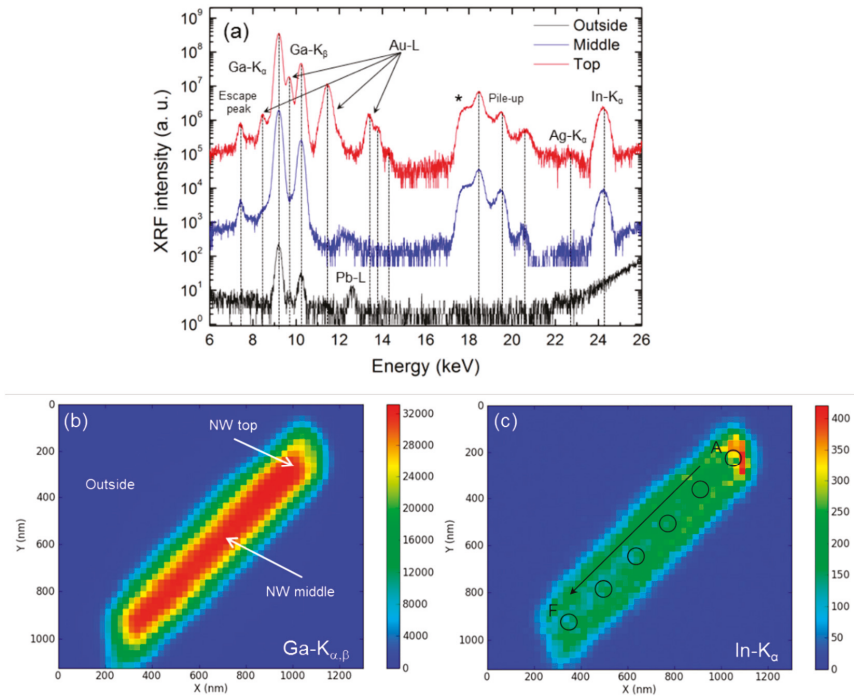 (a)
Outside
Middle
Top
Ga-Kα
Ga-Kβ
Au-L
Escape
peak
*
Pile-up
Ag-Kα
In-Kα
Pb-L
XRF intensity (a. u.)
10⁹
10⁸
10⁷
10⁶
10⁵
10⁴
10³
10²
10¹
10⁰
6 8 10 12 14 16 18 20 22 24 26
Energy (keV)
(b)
NW top
Outside
NW middle
Ga-Kα,β
Y (nm)
0
200
400
600
800
1000
0 200 400 600 800 1000 1200
X (nm)
32000
28000
24000
20000
16000
12000
8000
4000
0
(c)
A
F
In-Kα
Y (nm)
0
200
400
600
800
1000
0 200 400 600 800 1000 1200
X (nm)
400
350
300
250
200
150
100
50
0